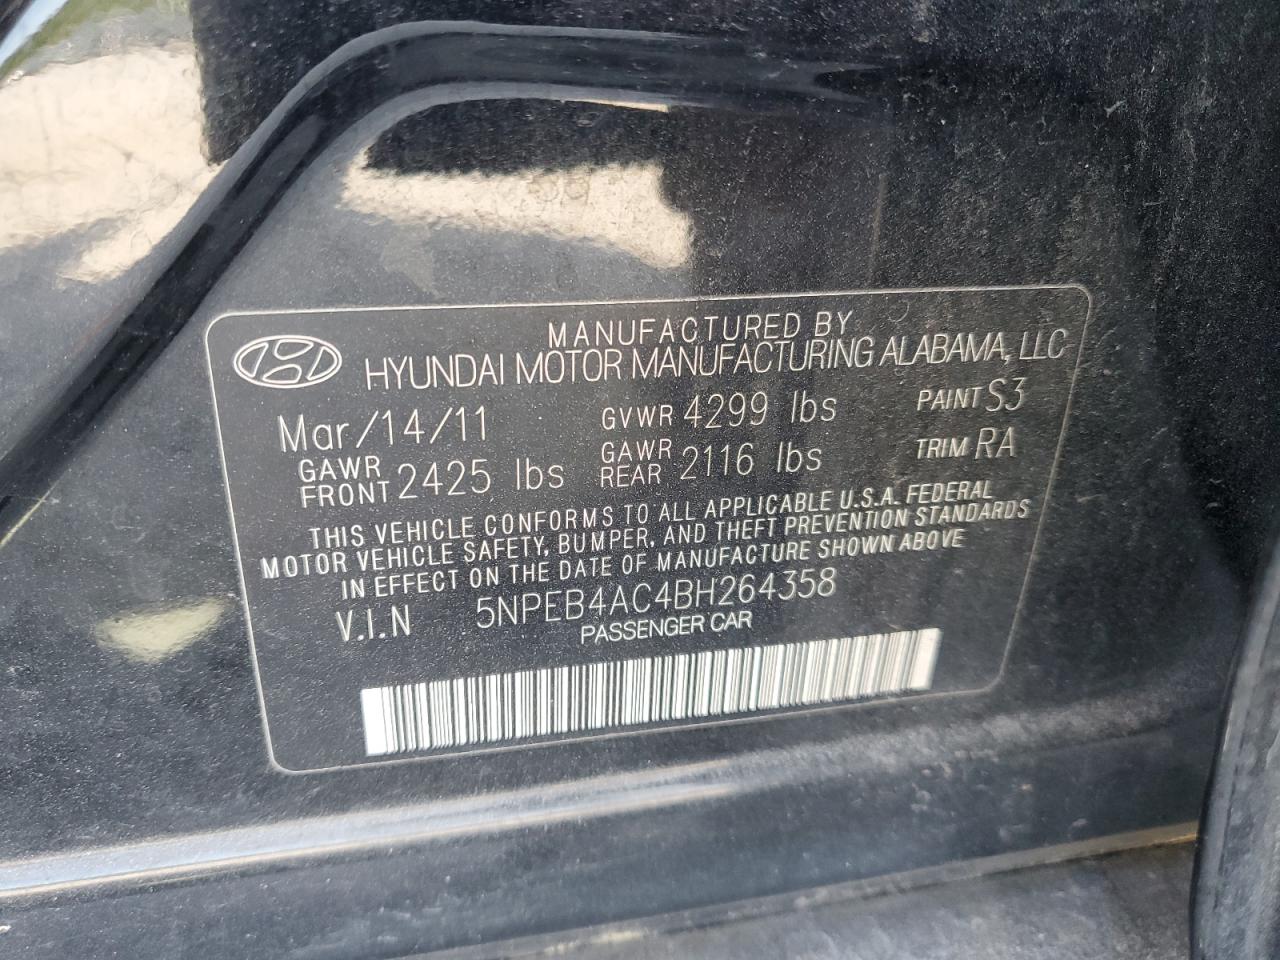 MANUFACTURED BY
HYUNDAI MOTOR MANUFACTURING ALABAMA, LLC
Mar/14/11 GVWR 4299 lbs PAINT S3
GAWR FRONT 2425 lbs GAWR REAR 2116 lbs TRIM RA
THIS VEHICLE CONFORMS TO ALL APPLICABLE U.S.A. FEDERAL
MOTOR VEHICLE SAFETY, BUMPER, AND THEFT PREVENTION STANDARDS
IN EFFECT ON THE DATE OF MANUFACTURE SHOWN ABOVE
V.I.N 5NPEB4AC4BH264358
PASSENGER CAR